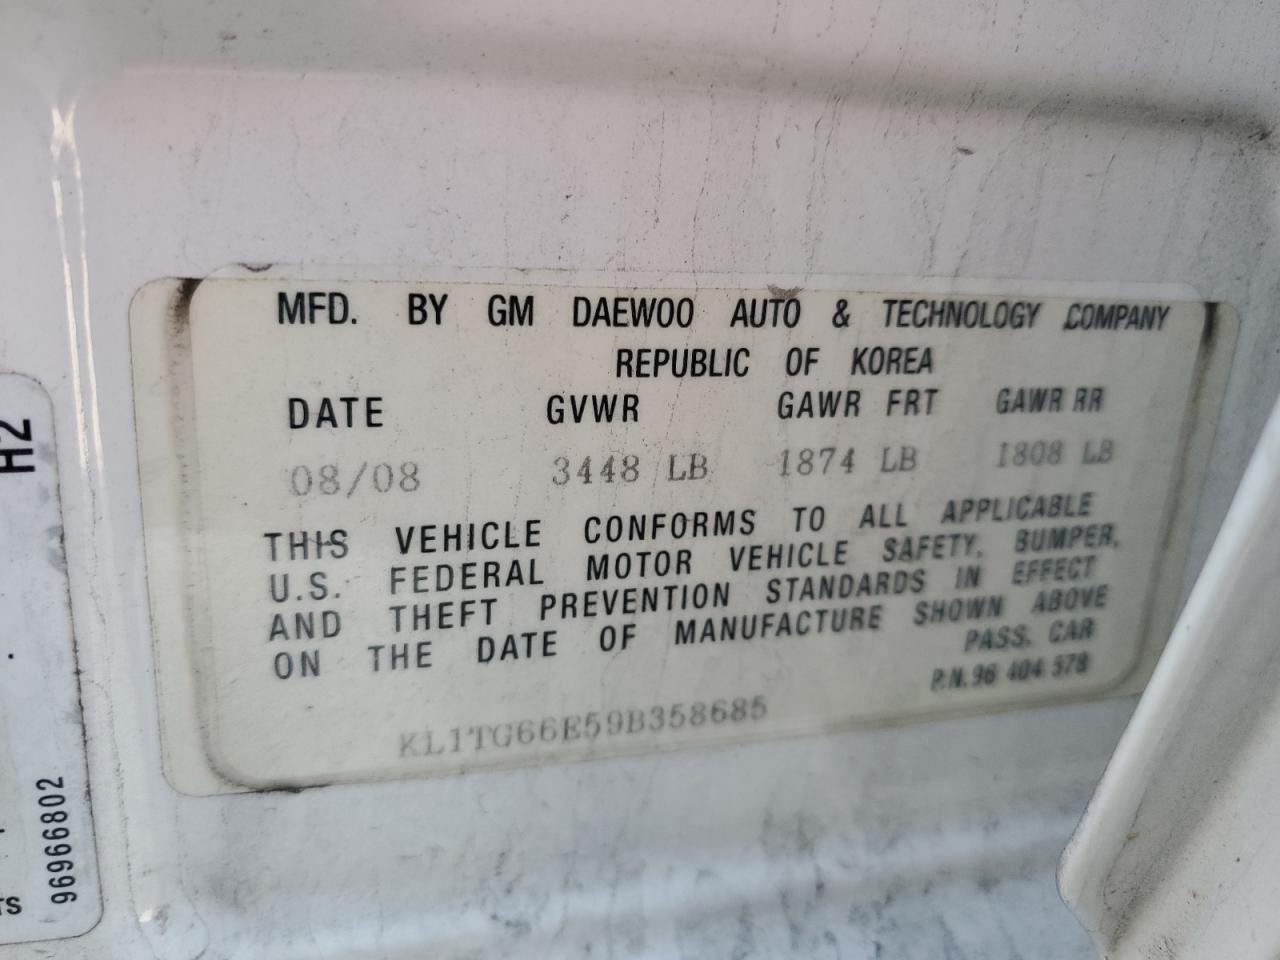 MFD. BY GM DAEWOO AUTO & TECHNOLOGY COMPANY
REPUBLIC OF KOREA
DATE GVWR GAWR FRT GAWR RR
08/08 3448 LB 1874 LB 1808 LB
THIS VEHICLE CONFORMS TO ALL APPLICABLE
U.S. FEDERAL MOTOR VEHICLE SAFETY, BUMPER,
AND THEFT PREVENTION STANDARDS IN EFFECT
ON THE DATE OF MANUFACTURE SHOWN ABOVE
PASS. CAR
P.N. 96 404 578
KL1TG66E59B358685
H2
96966802
TS